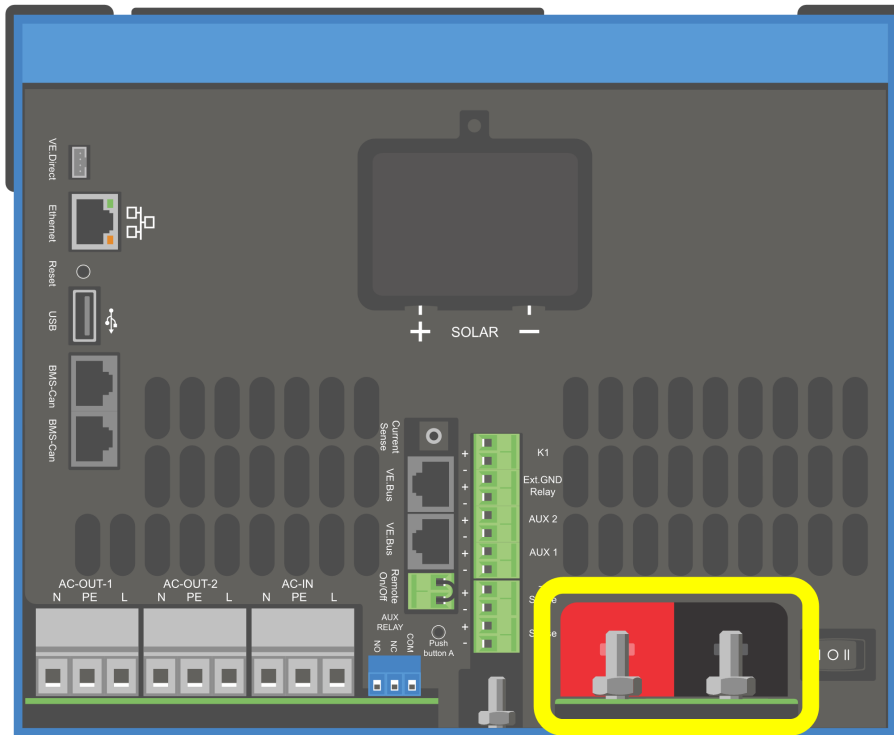 VE.Direct
Ethernet
Reset
USB
BMS-Can
BMS-Can
+ SOLAR −
Current
Sense
VE.Bus
VE.Bus
Remote
On/Off
AUX
RELAY
NO
NC
COM
Push
button A
+
-
+
-
+
-
+
-
+
-
+
-
K1
Ext.GND
Relay
AUX 2
AUX 1
AC-OUT-1
N PE L
AC-OUT-2
N PE L
AC-IN
N PE L
I O II